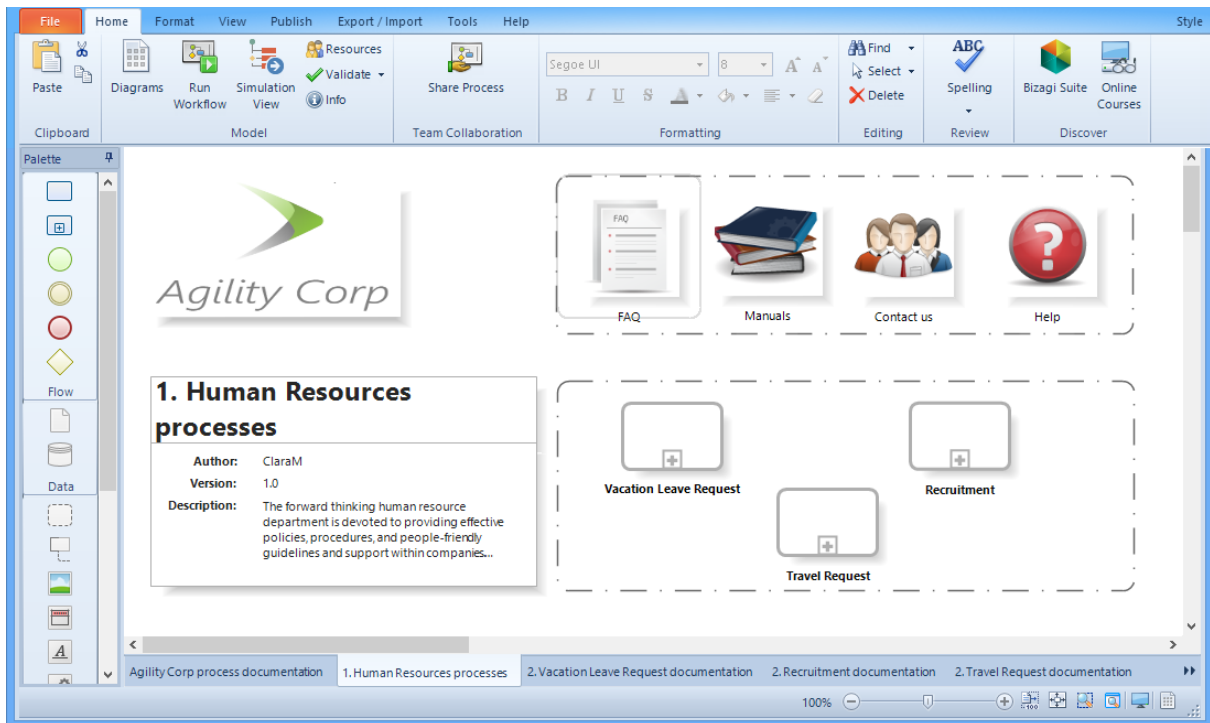 File Home Format View Publish Export / Import Tools Help Style
Paste
Clipboard
Diagrams
Run Workflow
Simulation View
Resources
Validate
Info
Model
Share Process
Team Collaboration
Segoe UI 8 A A
B I U S A
Formatting
Find
Select
Delete
Editing
ABC
Spelling
Review
Bizagi Suite
Online Courses
Discover
Palette
Flow
Data
A
Agility Corp
FAQ
FAQ
Manuals
Contact us
?
Help
1. Human Resources
processes
Author: ClaraM
Version: 1.0
Description: The forward thinking human resource
department is devoted to providing effective
policies, procedures, and people-friendly
guidelines and support within companies...
Vacation Leave Request
Recruitment
Travel Request
Agility Corp process documentation 1. Human Resources processes 2. Vacation Leave Request documentation 2. Recruitment documentation 2. Travel Request documentation
100%
100